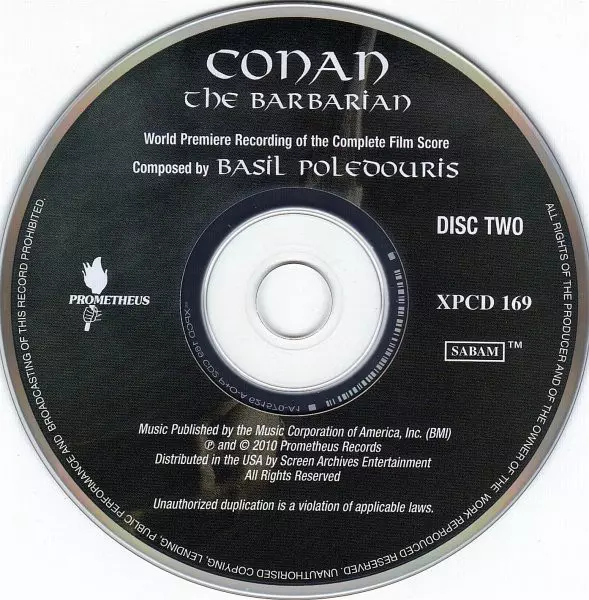 CONAN
THE BARBARIAN
World Premiere Recording of the Complete Film Score
Composed by BASIL POLEDOURIS
DISC TWO
PROMETHEUS
XPCD 169
SABAM™
Music Published by the Music Corporation of America, Inc. (BMI)
℗ and © 2010 Prometheus Records
Distributed in the USA by Screen Archives Entertainment
All Rights Reserved
Unauthorized duplication is a violation of applicable laws.
ALL RIGHTS OF THE PRODUCER AND OF THE OWNER OF THE WORK REPRODUCED RESERVED. UNAUTHORISED COPYING, LENDING, PUBLIC PERFORMANCE AND BROADCASTING OF THIS RECORD PROHIBITED.